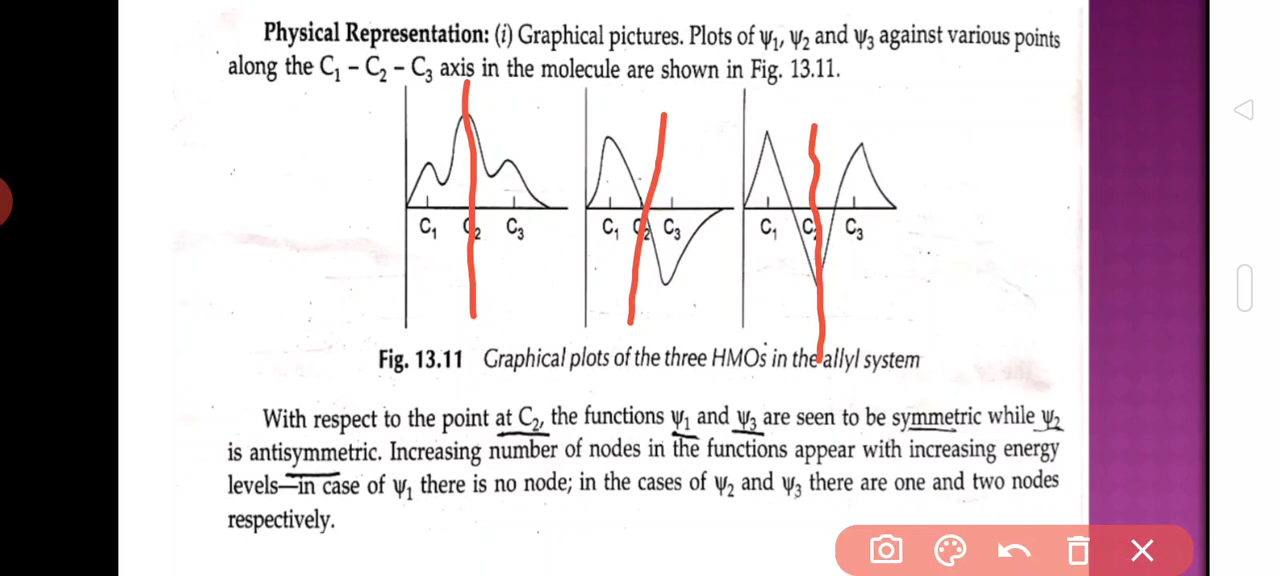 Physical Representation: (i) Graphical pictures. Plots of ψ₁, ψ₂ and ψ₃ against various points
along the C₁ – C₂ – C₃ axis in the molecule are shown in Fig. 13.11.
C₁ C₂ C₃ C₁ C₂ C₃ C₁ C₂ C₃
Fig. 13.11 Graphical plots of the three HMOs in the allyl system
With respect to the point at C₂, the functions ψ₁ and ψ₃ are seen to be symmetric while ψ₂
is antisymmetric. Increasing number of nodes in the functions appear with increasing energy
levels—in case of ψ₁ there is no node; in the cases of ψ₂ and ψ₃ there are one and two nodes
respectively.